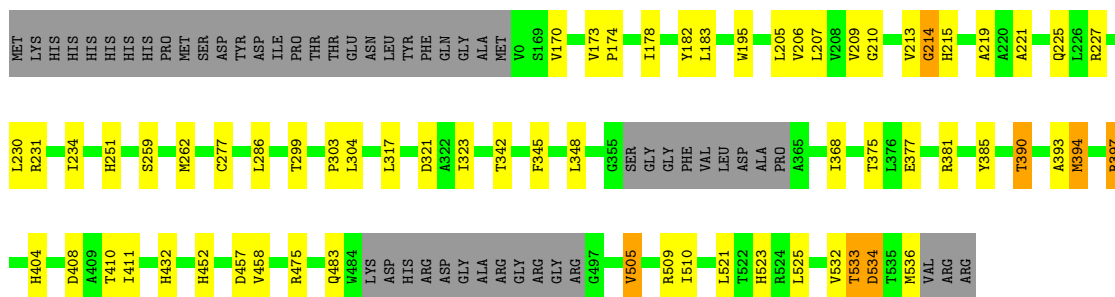 MET LYS HIS HIS HIS HIS HIS HIS PRO MET SER ASP TYR ASP ILE PRO THR THR GLU ASN LEU TYR PHE GLN GLY ALA MET V0 S169 V170 V173 P174 I178 Y182 L183 W195 L205 V206 L207 V208 V209 G210 V213 G214 H215 A219 A220 A221 Q225 L226 R227
L230 R231 I234 H251 S259 M262 C277 L286 T299 P303 L304 L317 D321 A322 I323 T342 F345 L348 G355 SER GLY GLY PHE VAL LEU ASP ALA PRO A365 I368 T375 L376 E377 R381 Y385 T390 A393 M394
H404 D408 A409 T410 I411 H432 H452 D457 V458 R475 Q483 W484 LYS ASP HIS ARG ASP GLY ALA ARG GLY ARG GLY ARG G497 V505 R509 I510 L521 T522 H523 R524 L525 V532 T533 D534 T535 M536 VAL ARG ARG